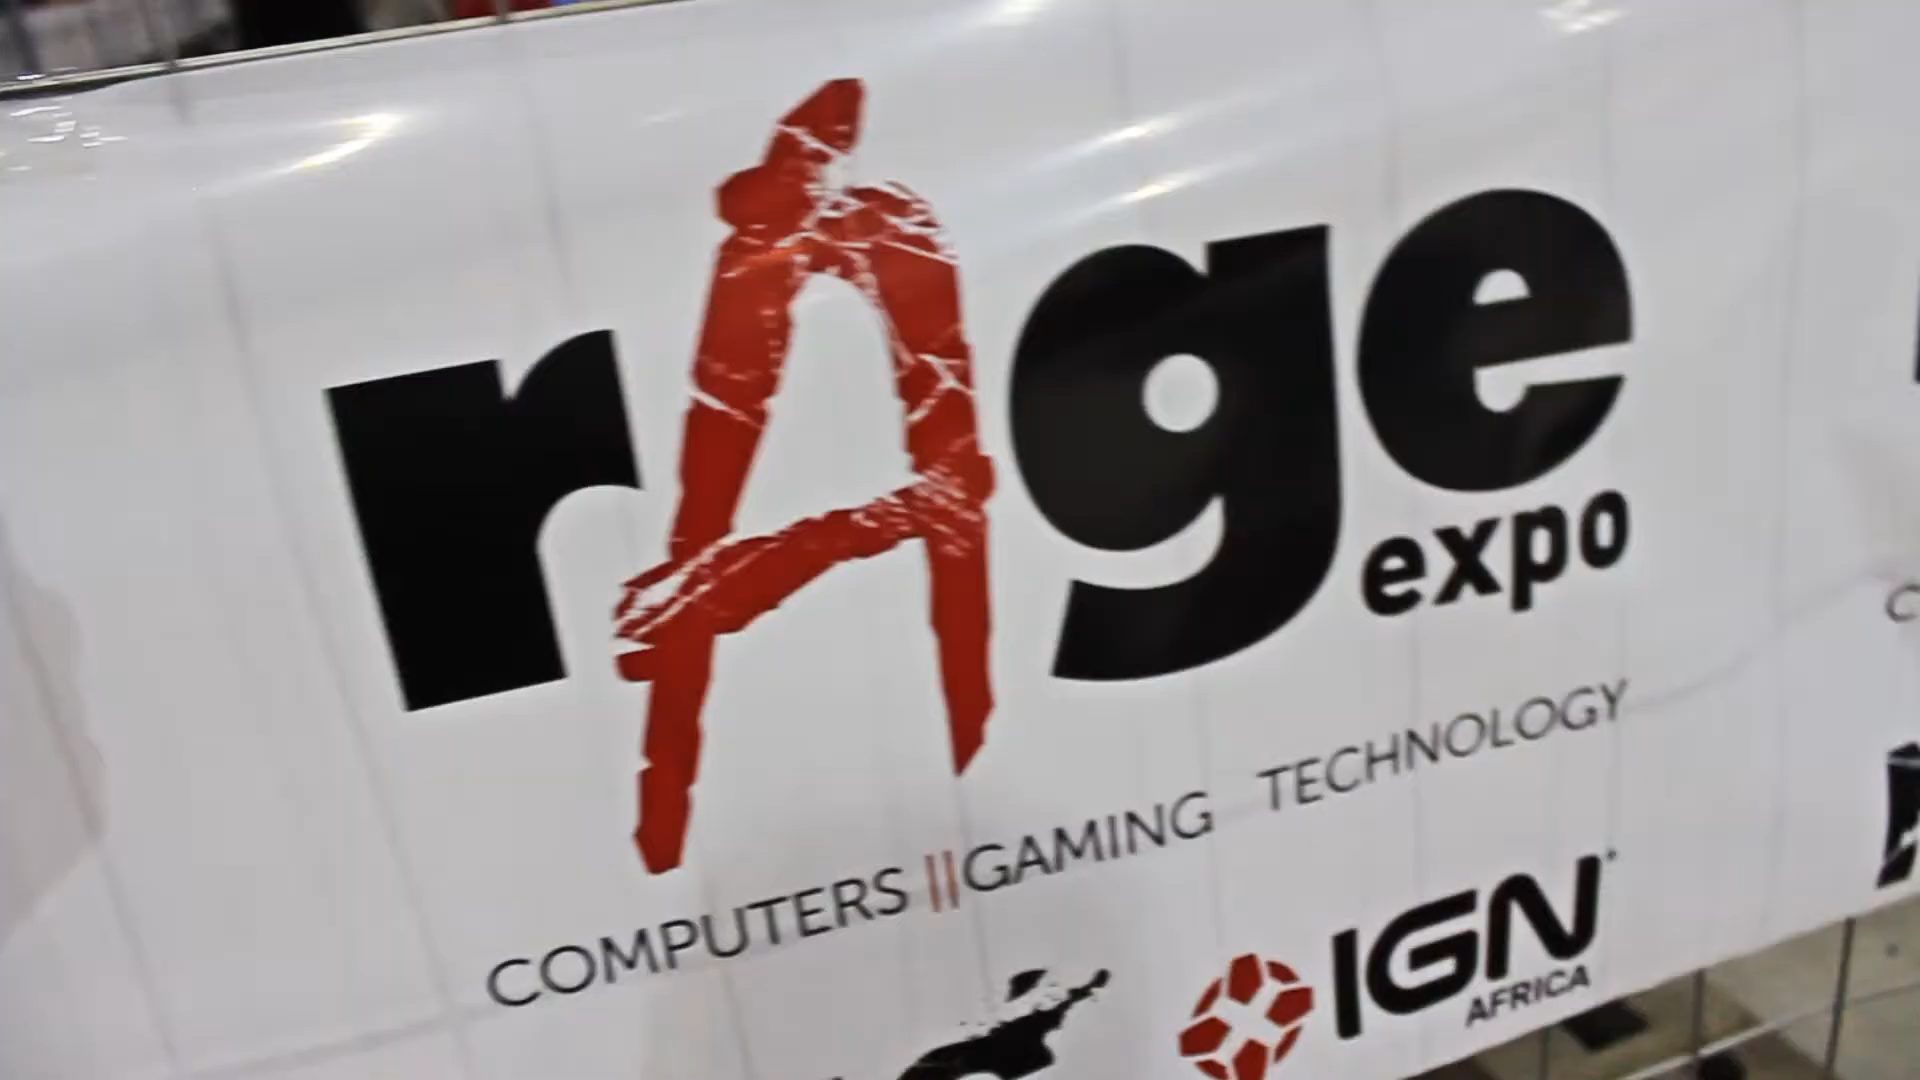 rAge
expo
COMPUTERS || GAMING TECHNOLOGY
IGN
AFRICA